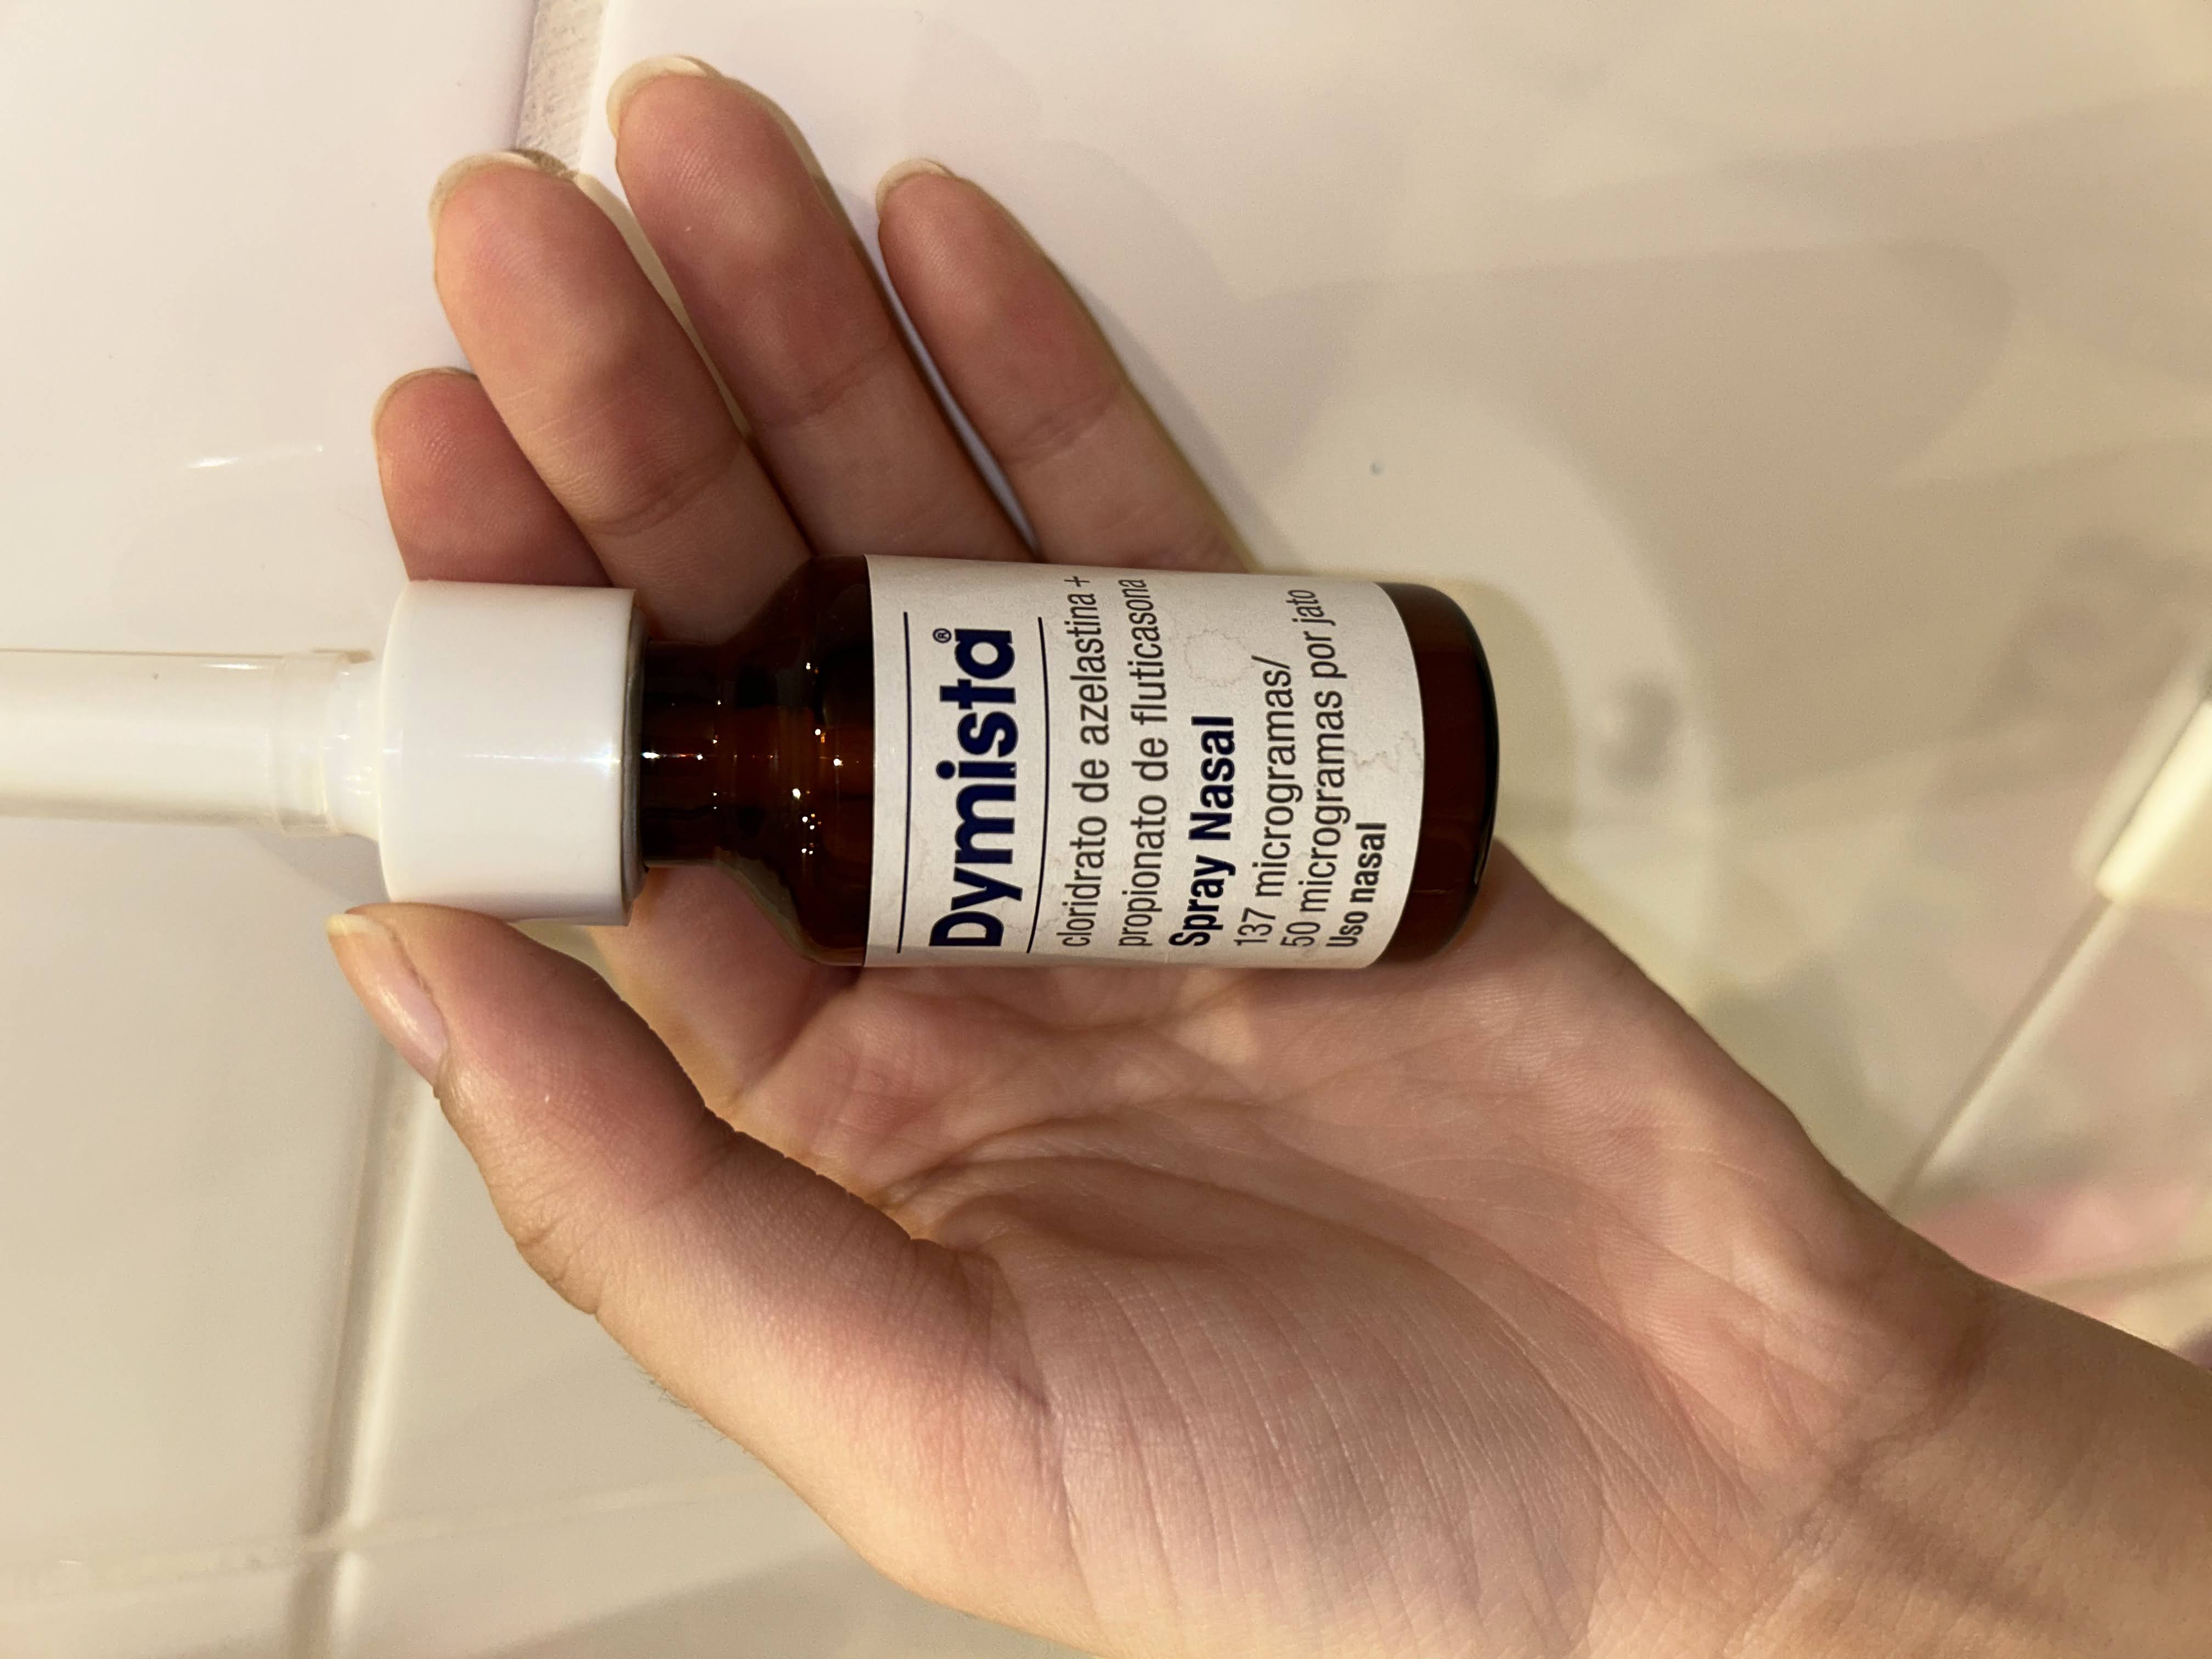 Dymista®
cloridrato de azelastina +
propionato de fluticasona
Spray Nasal
137 microgramas/
50 microgramas por jato
Uso nasal